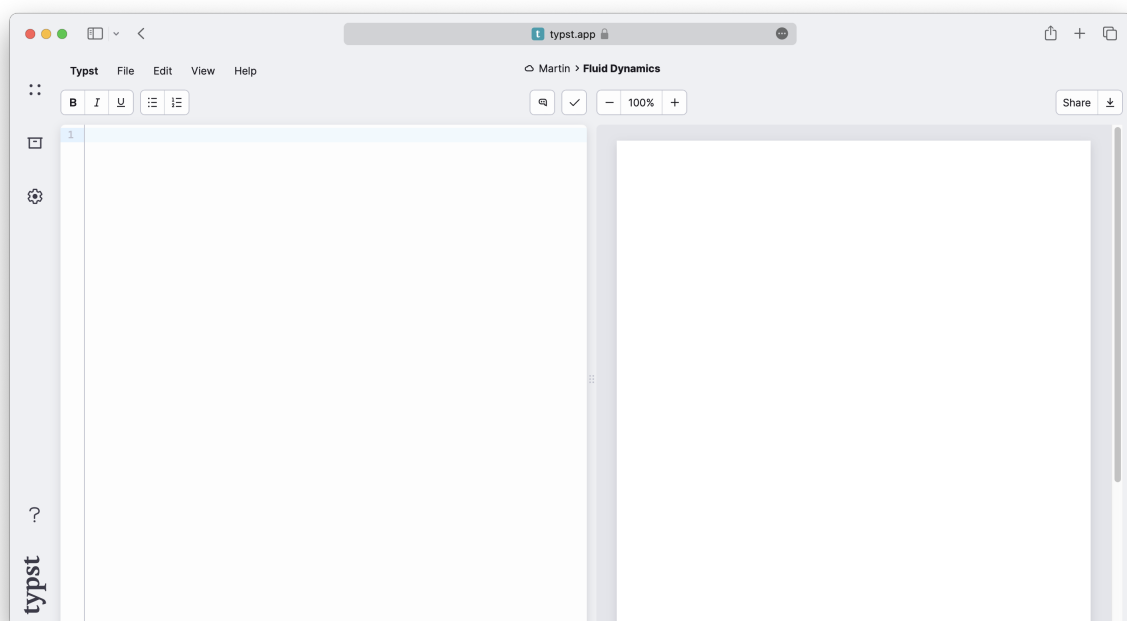 t typst.app
Typst File Edit View Help
Martin > Fluid Dynamics
B I U
− 100% +
Share
1
?
typst